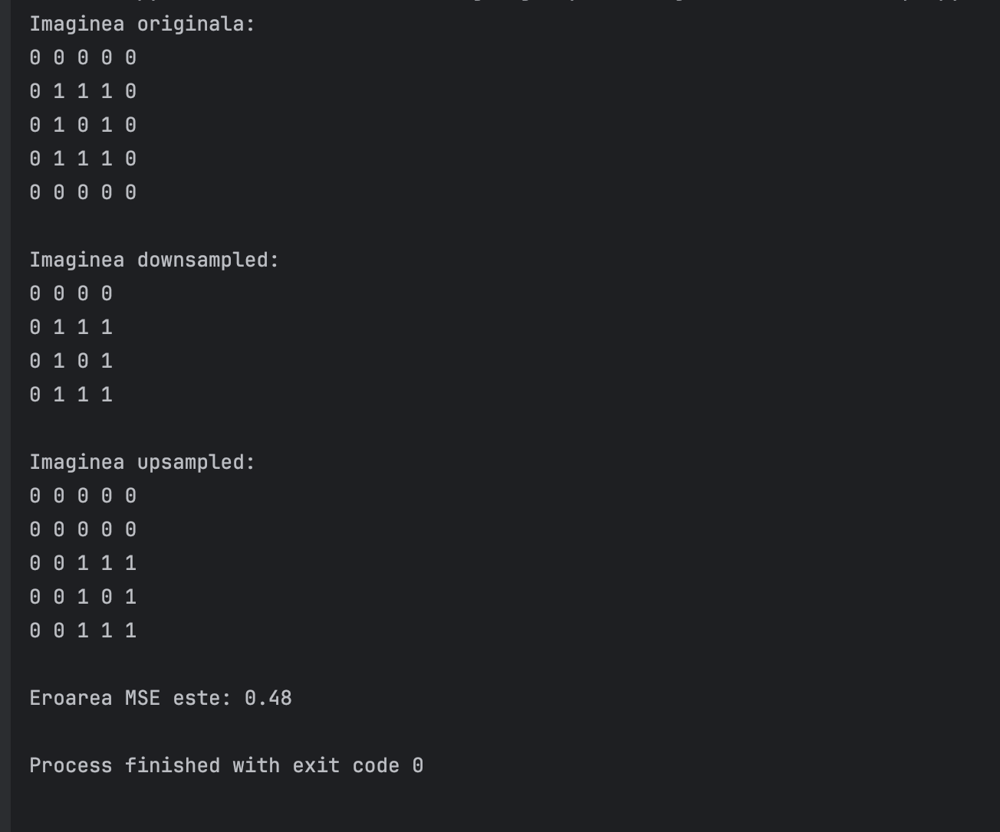 Imaginea originala:
0 0 0 0 0
0 1 1 1 0
0 1 0 1 0
0 1 1 1 0
0 0 0 0 0
Imaginea downsampled:
0 0 0 0
0 1 1 1
0 1 0 1
0 1 1 1
Imaginea upsampled:
0 0 0 0 0
0 0 0 0 0
0 0 1 1 1
0 0 1 0 1
0 0 1 1 1
Eroarea MSE este: 0.48
Process finished with exit code 0